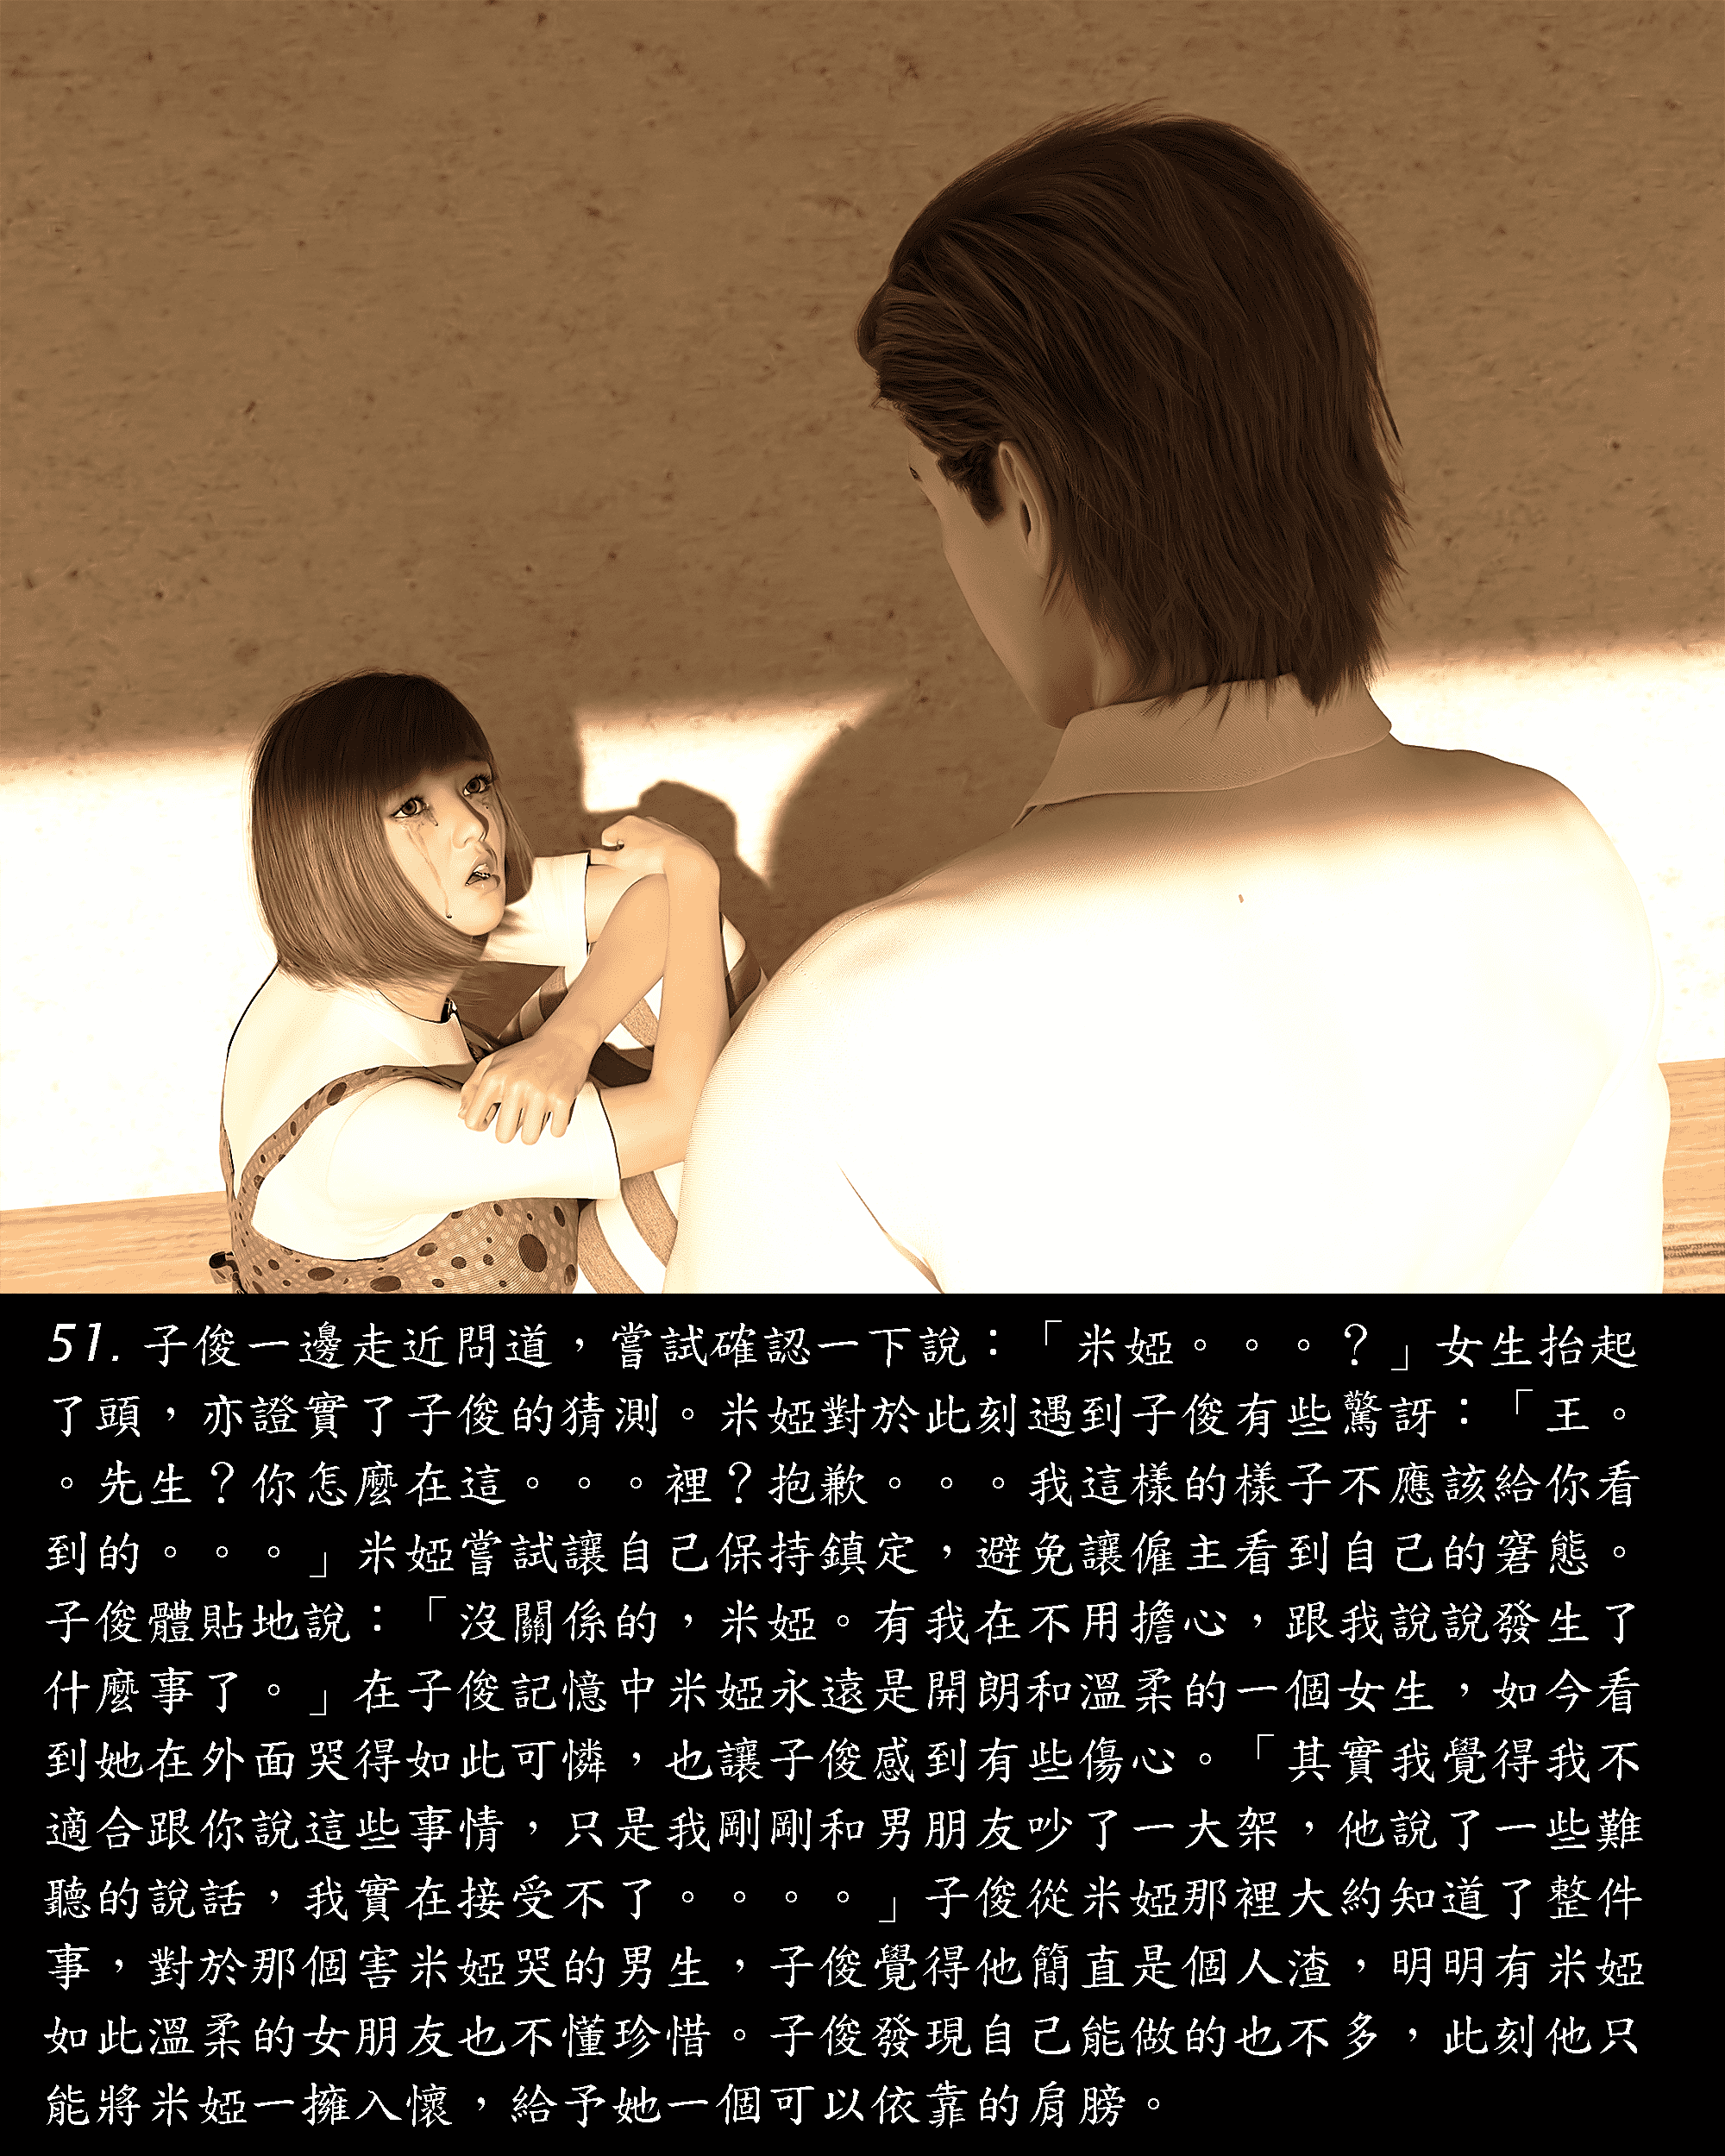 51. 子俊一邊走近問道，嘗試確認一下說：「米婭。。。？」女生抬起
了頭，亦證實了子俊的猜測。米婭對於此刻遇到子俊有些驚訝：「王。
。先生？你怎麼在這。。。裡？抱歉。。。我這樣的樣子不應該給你看
到的。。。」米婭嘗試讓自己保持鎮定，避免讓僱主看到自己的窘態。
子俊體貼地說：「沒關係的，米婭。有我在不用擔心，跟我說說發生了
什麼事了。」在子俊記憶中米婭永遠是開朗和溫柔的一個女生，如今看
到她在外面哭得如此可憐，也讓子俊感到有些傷心。「其實我覺得我不
適合跟你說這些事情，只是我剛剛和男朋友吵了一大架，他說了一些難
聽的說話，我實在接受不了。。。。」子俊從米婭那裡大約知道了整件
事，對於那個害米婭哭的男生，子俊覺得他簡直是個人渣，明明有米婭
如此溫柔的女朋友也不懂珍惜。子俊發現自己能做的也不多，此刻他只
能將米婭一擁入懷，給予她一個可以依靠的肩膀。